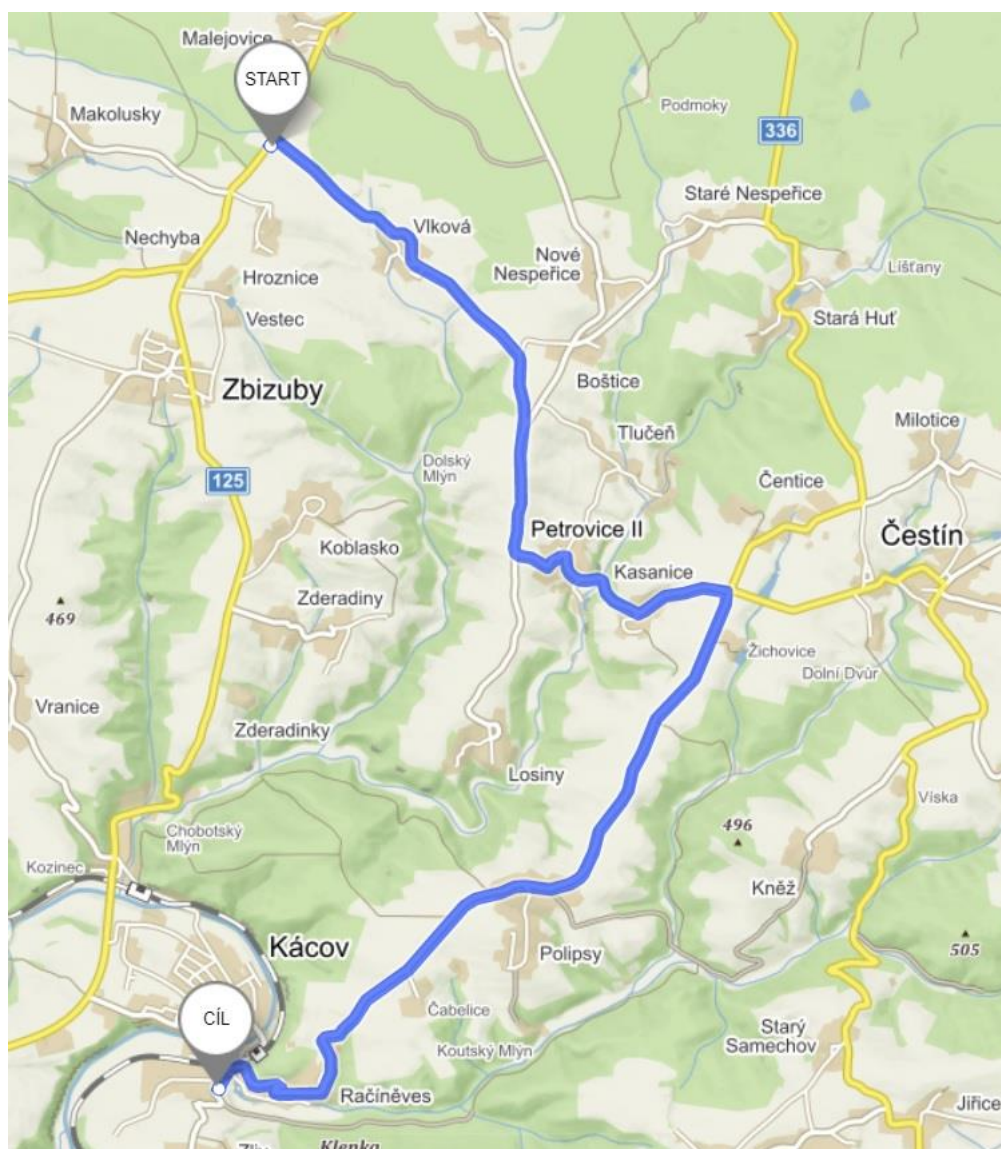 Malejovice
START
Makolusky
Podmoky
336
Staré Nespeřice
Vlková
Nechyba
Nové
Nespeřice
Líšťany
Hroznice
Vestec
Stará Huť
Boštice
Zbizuby
Milotice
Tlučeň
Dolský
Mlýn
125
Čentice
Petrovice II
Čestín
Koblasko
Kasanice
Zderadiny
469
Žichovice
Dolní Dvůr
Vranice
Zderadinky
Losiny
Víska
Chobotský
Mlýn
496
Kozinec
Kněž
Kácov
Polipsy
505
Čabelice
CÍL
Starý
Samechov
Koutský Mlýn
Račíněves
Jiřice
Klenka